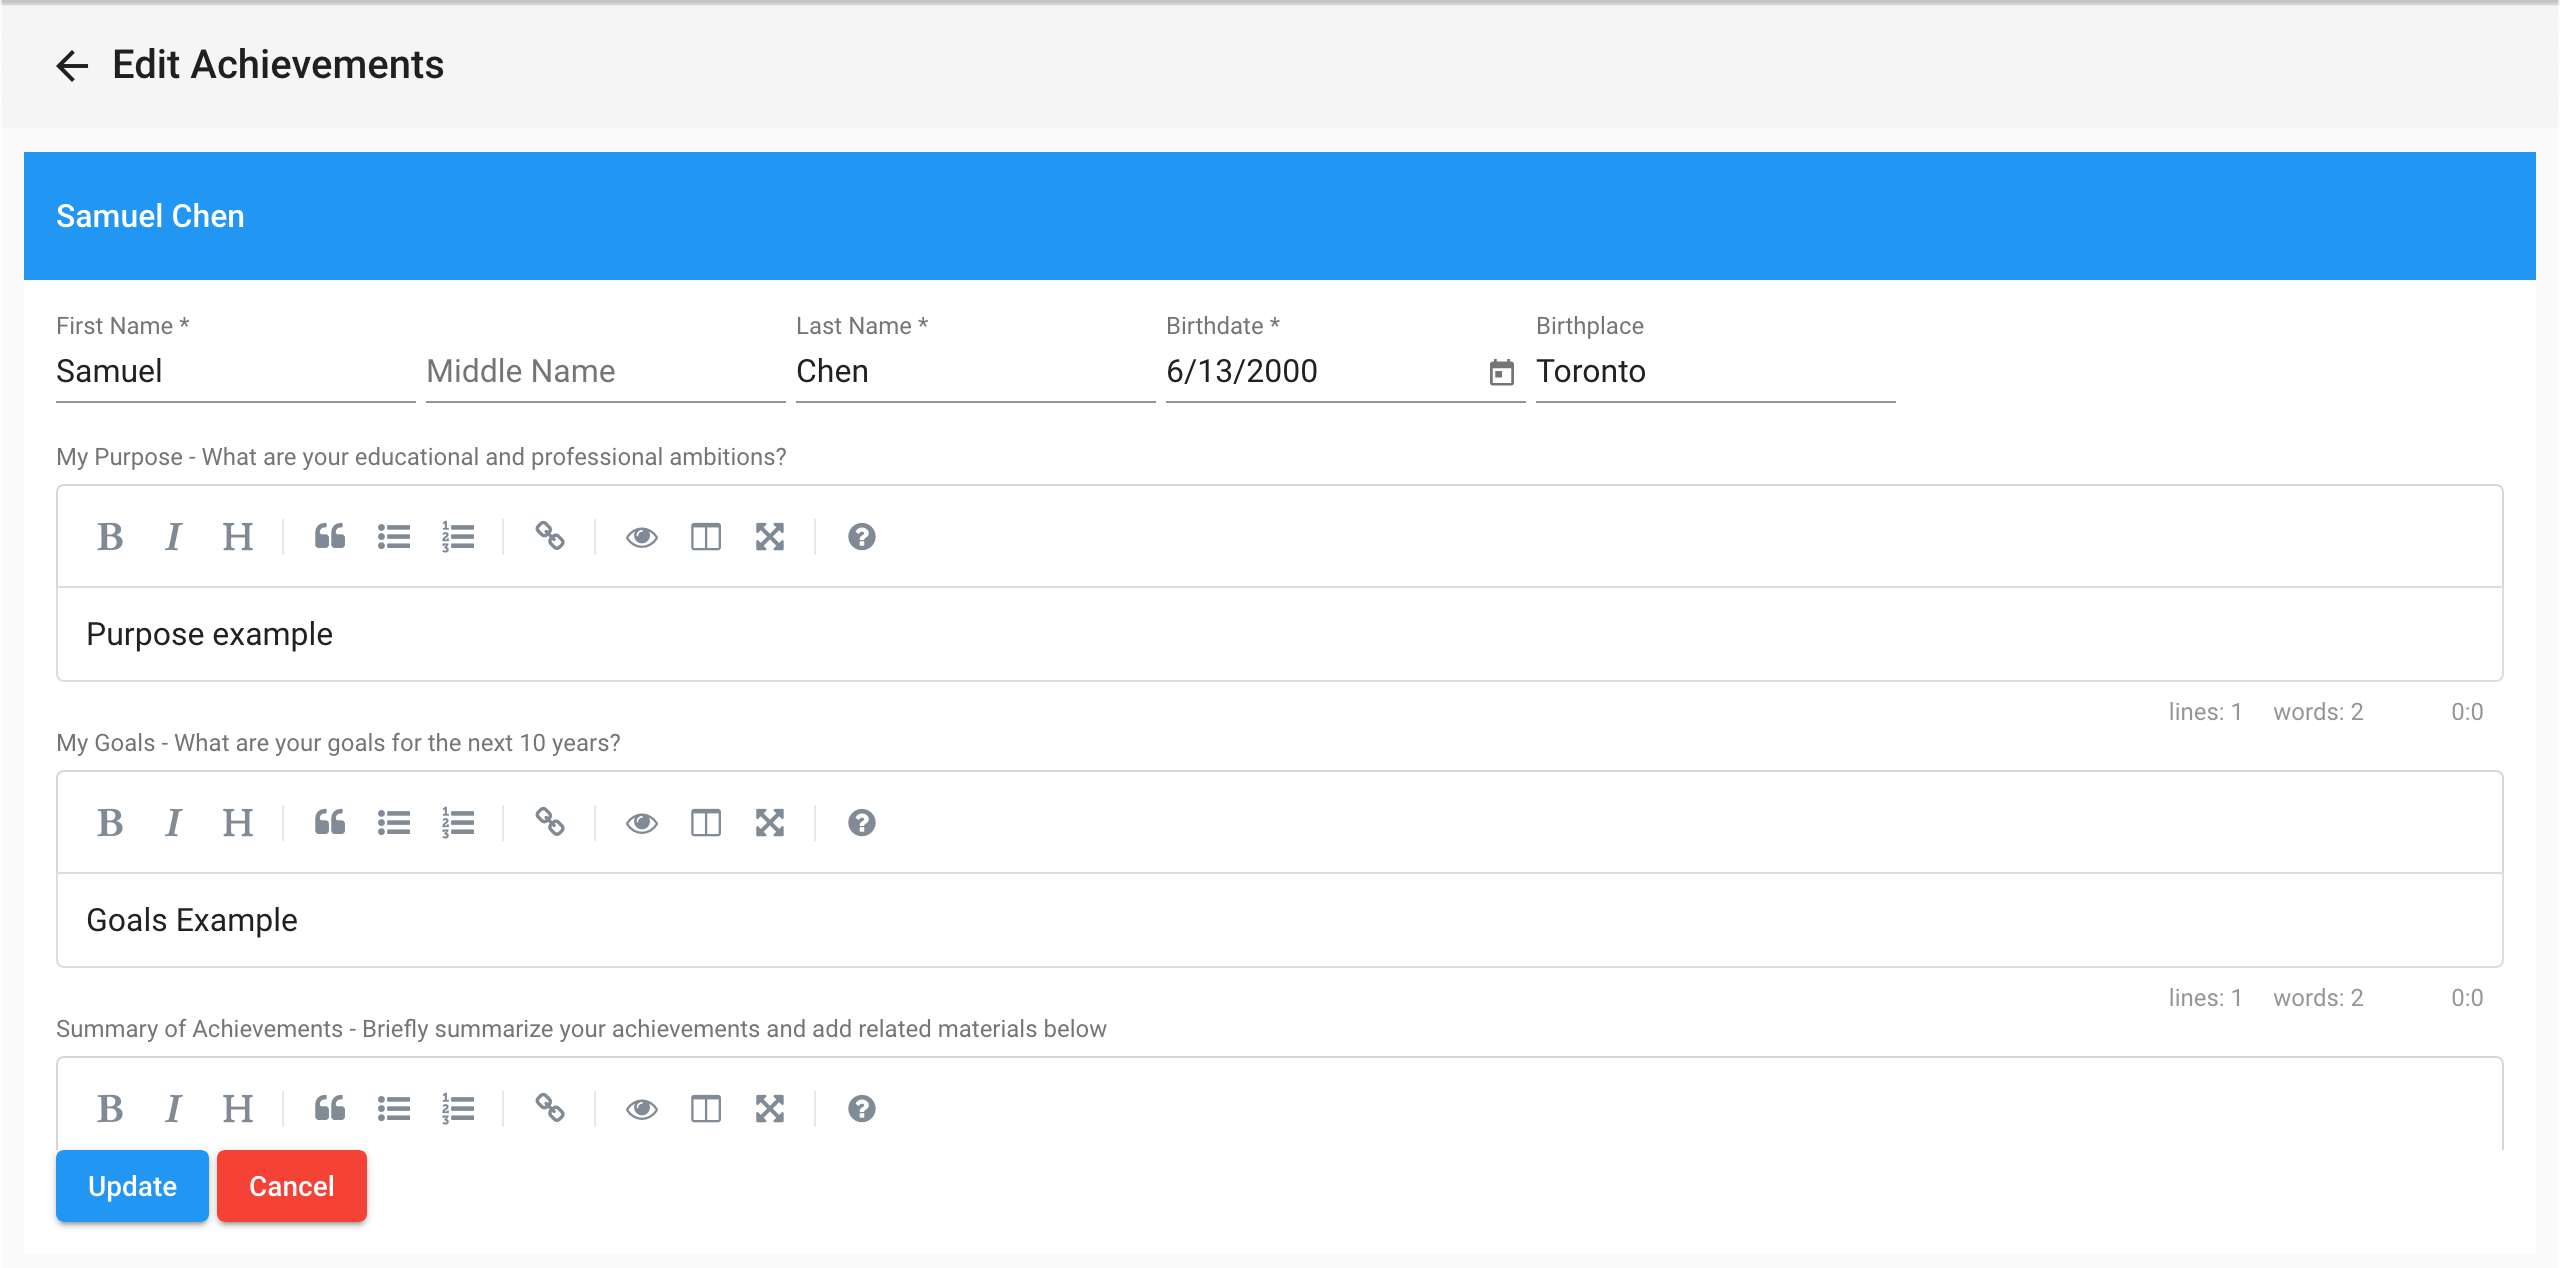 Edit Achievements
Samuel Chen
First Name * Last Name * Birthdate * Birthplace
Samuel Middle Name Chen 6/13/2000 Toronto
My Purpose - What are your educational and professional ambitions?
B I H
Purpose example
lines: 1 words: 2 0:0
My Goals - What are your goals for the next 10 years?
B I H
Goals Example
lines: 1 words: 2 0:0
Summary of Achievements - Briefly summarize your achievements and add related materials below
B I H
Update Cancel